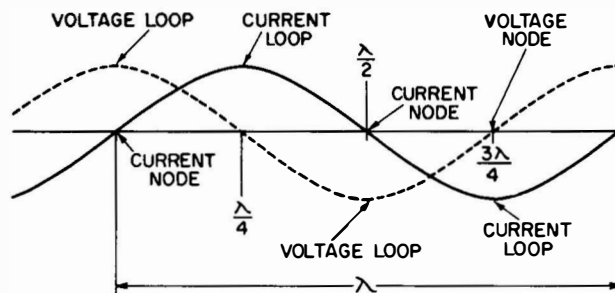 VOLTAGE LOOP
CURRENT
LOOP
λ
2
VOLTAGE
NODE
CURRENT
NODE
CURRENT
NODE
λ
4
3λ
4
VOLTAGE LOOP
CURRENT
LOOP
λ